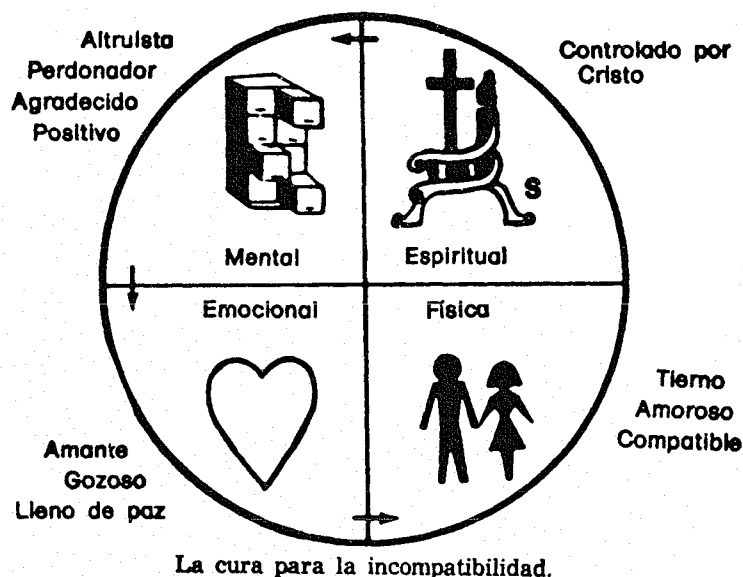 Altruista
Perdonador
Agradecido
Positivo
Controlado por
Cristo
S
Mental
Espiritual
Emocional
Física
Amante
Gozoso
Lleno de paz
Tierno
Amoroso
Compatible
La cura para la incompatibilidad.